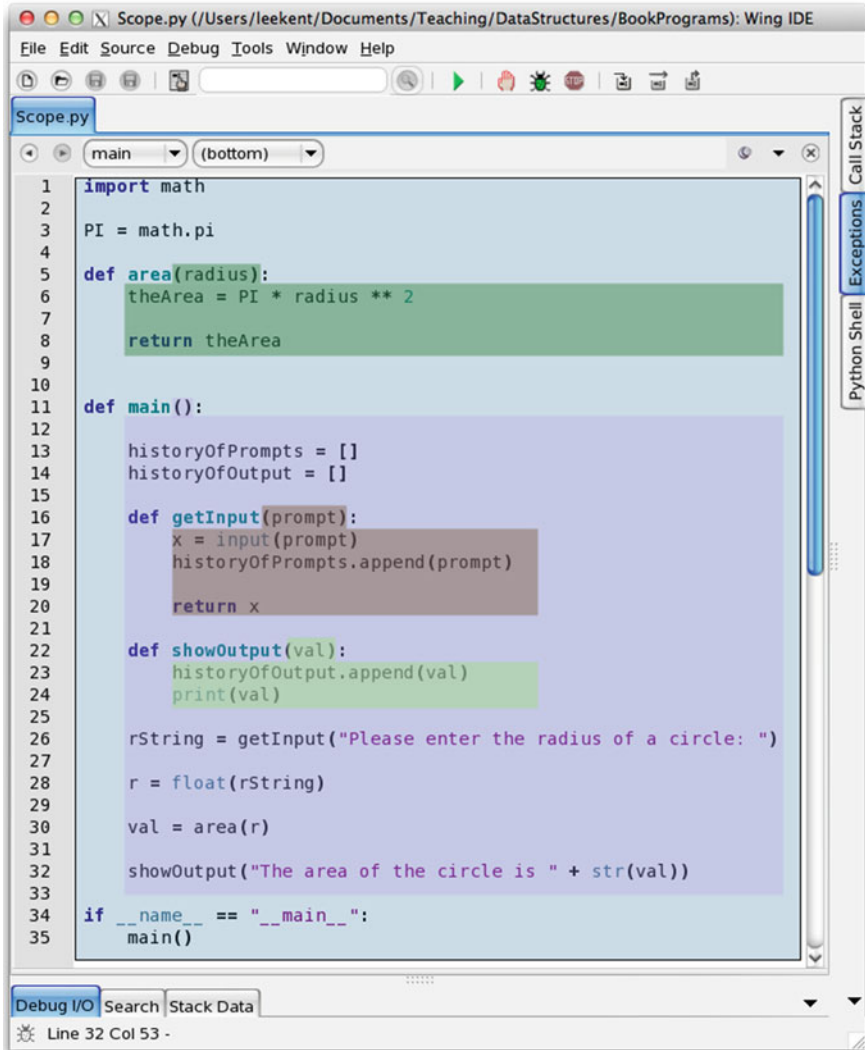 Scope.py (/Users/leekent/Documents/Teaching/DataStructures/BookPrograms): Wing IDE
File Edit Source Debug Tools Window Help
Scope.py
main (bottom)
1 import math
2
3 PI = math.pi
4
5 def area(radius):
6     theArea = PI * radius ** 2
7
8     return theArea
9
10
11 def main():
12
13     historyOfPrompts = []
14     historyOfOutput = []
15
16     def getInput(prompt):
17         x = input(prompt)
18         historyOfPrompts.append(prompt)
19
20         return x
21
22     def showOutput(val):
23         historyOfOutput.append(val)
24         print(val)
25
26     rString = getInput("Please enter the radius of a circle: ")
27
28     r = float(rString)
29
30     val = area(r)
31
32     showOutput("The area of the circle is " + str(val))
33
34 if __name__ == "__main__":
35     main()
Call Stack
Exceptions
Python Shell
Debug I/O Search Stack Data
Line 32 Col 53 -